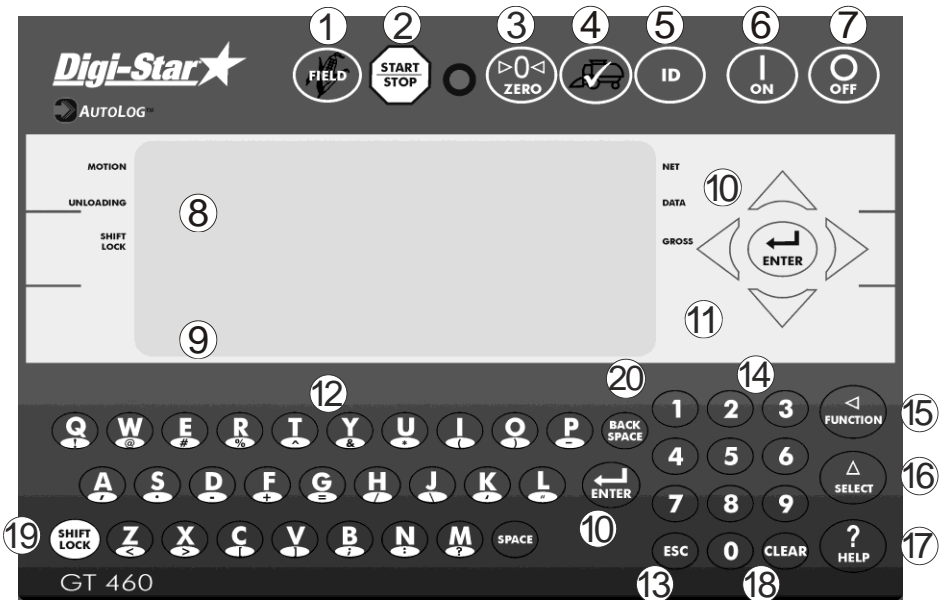 1 2 3 4 5 6 7
Digi-Star
FIELD
START
STOP
0
ZERO
ID
ON
OFF
AUTOLOG™
MOTION
UNLOADING
SHIFT
LOCK
NET
DATA
GROSS
8
9
10
ENTER
11
12
20
14
Q ! W @ E # R % T ^ Y & U * I ( O ) P -
BACK
SPACE
1 2 3
FUNCTION
15
A , S . D - F + G = H / J \ K ' L "
ENTER
10
4 5 6
SELECT
16
7 8 9
19
SHIFT
LOCK
Z < X > C [ V ] B ; N : M ?
SPACE
ESC 0 CLEAR
?
HELP
17
13
18
GT 460